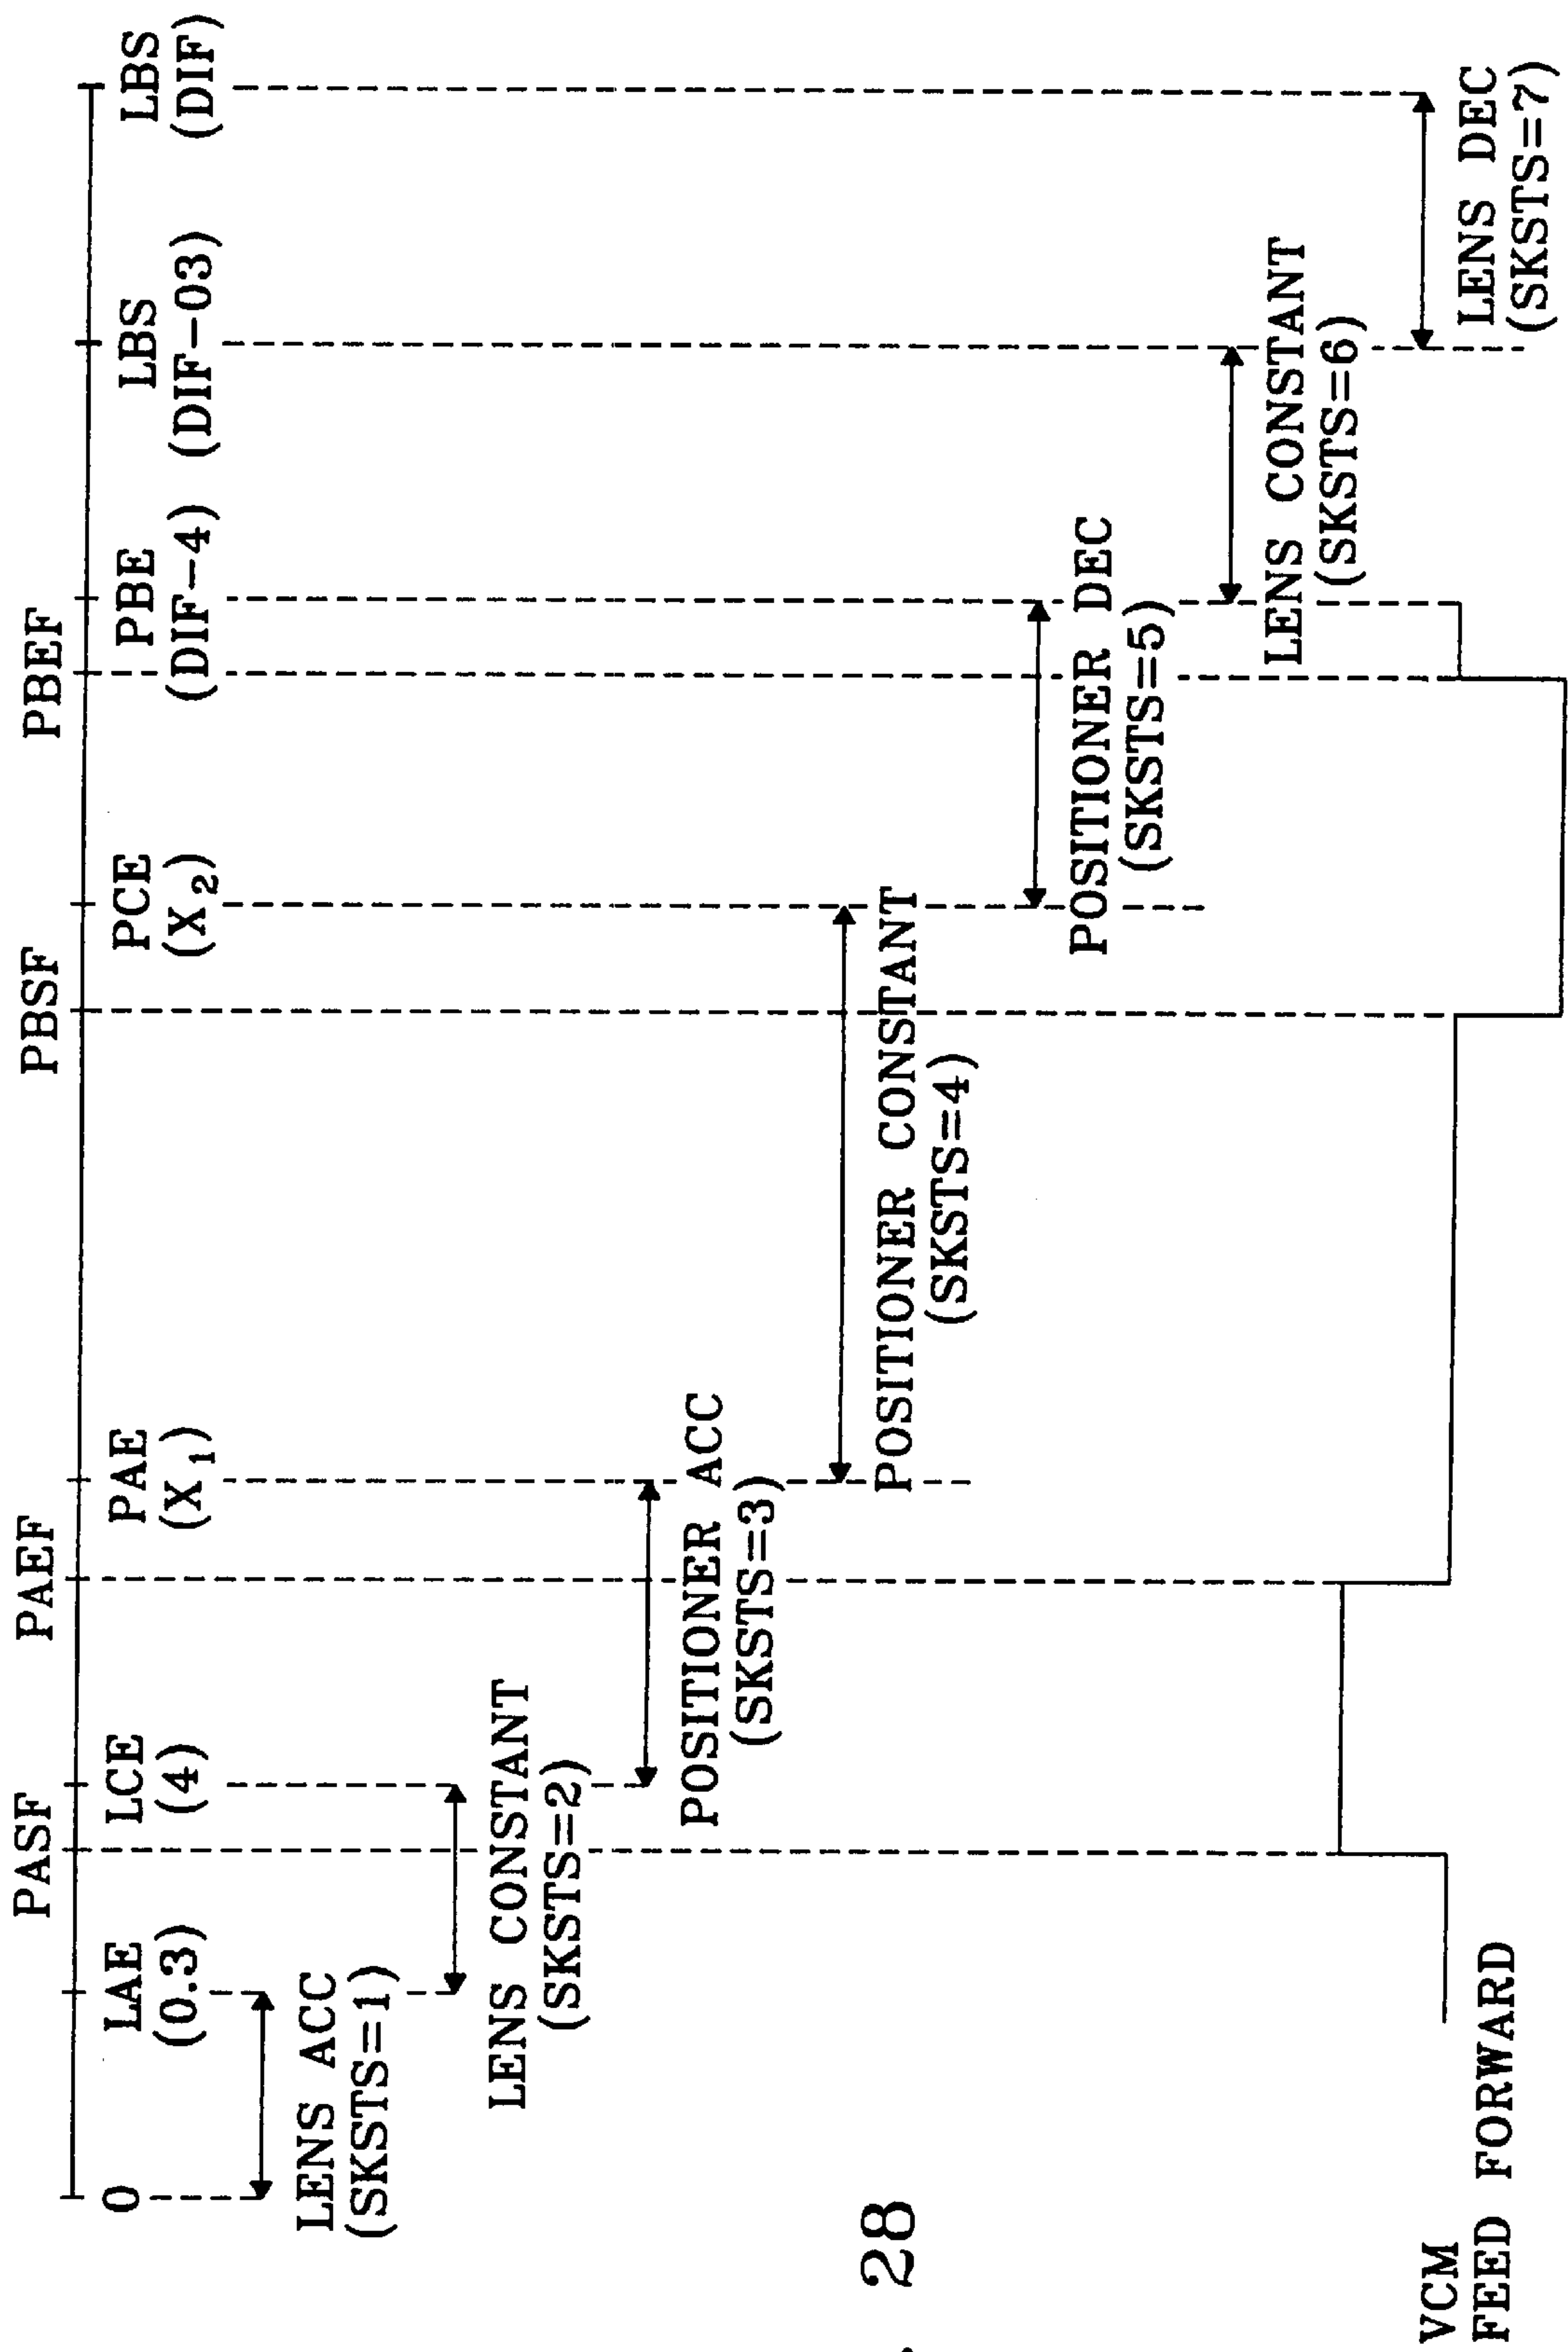 PASF PAEF PBSF PBEF
0 LAE LCE PAE PCE PBE LBS LBS
(0.3) (4) (X1) (X2) (DIF-4) (DIF-03) (DIF)
LENS ACC
(SKSTS=1)
LENS CONSTANT
(SKSTS=2)
POSITIONER ACC
(SKSTS=3)
POSITIONER CONSTANT
(SKSTS=4)
POSITIONER DEC
(SKSTS=5)
LENS CONSTANT
(SKSTS=6)
LENS DEC
(SKSTS=7)
. 28
VCM
FEED FORWARD